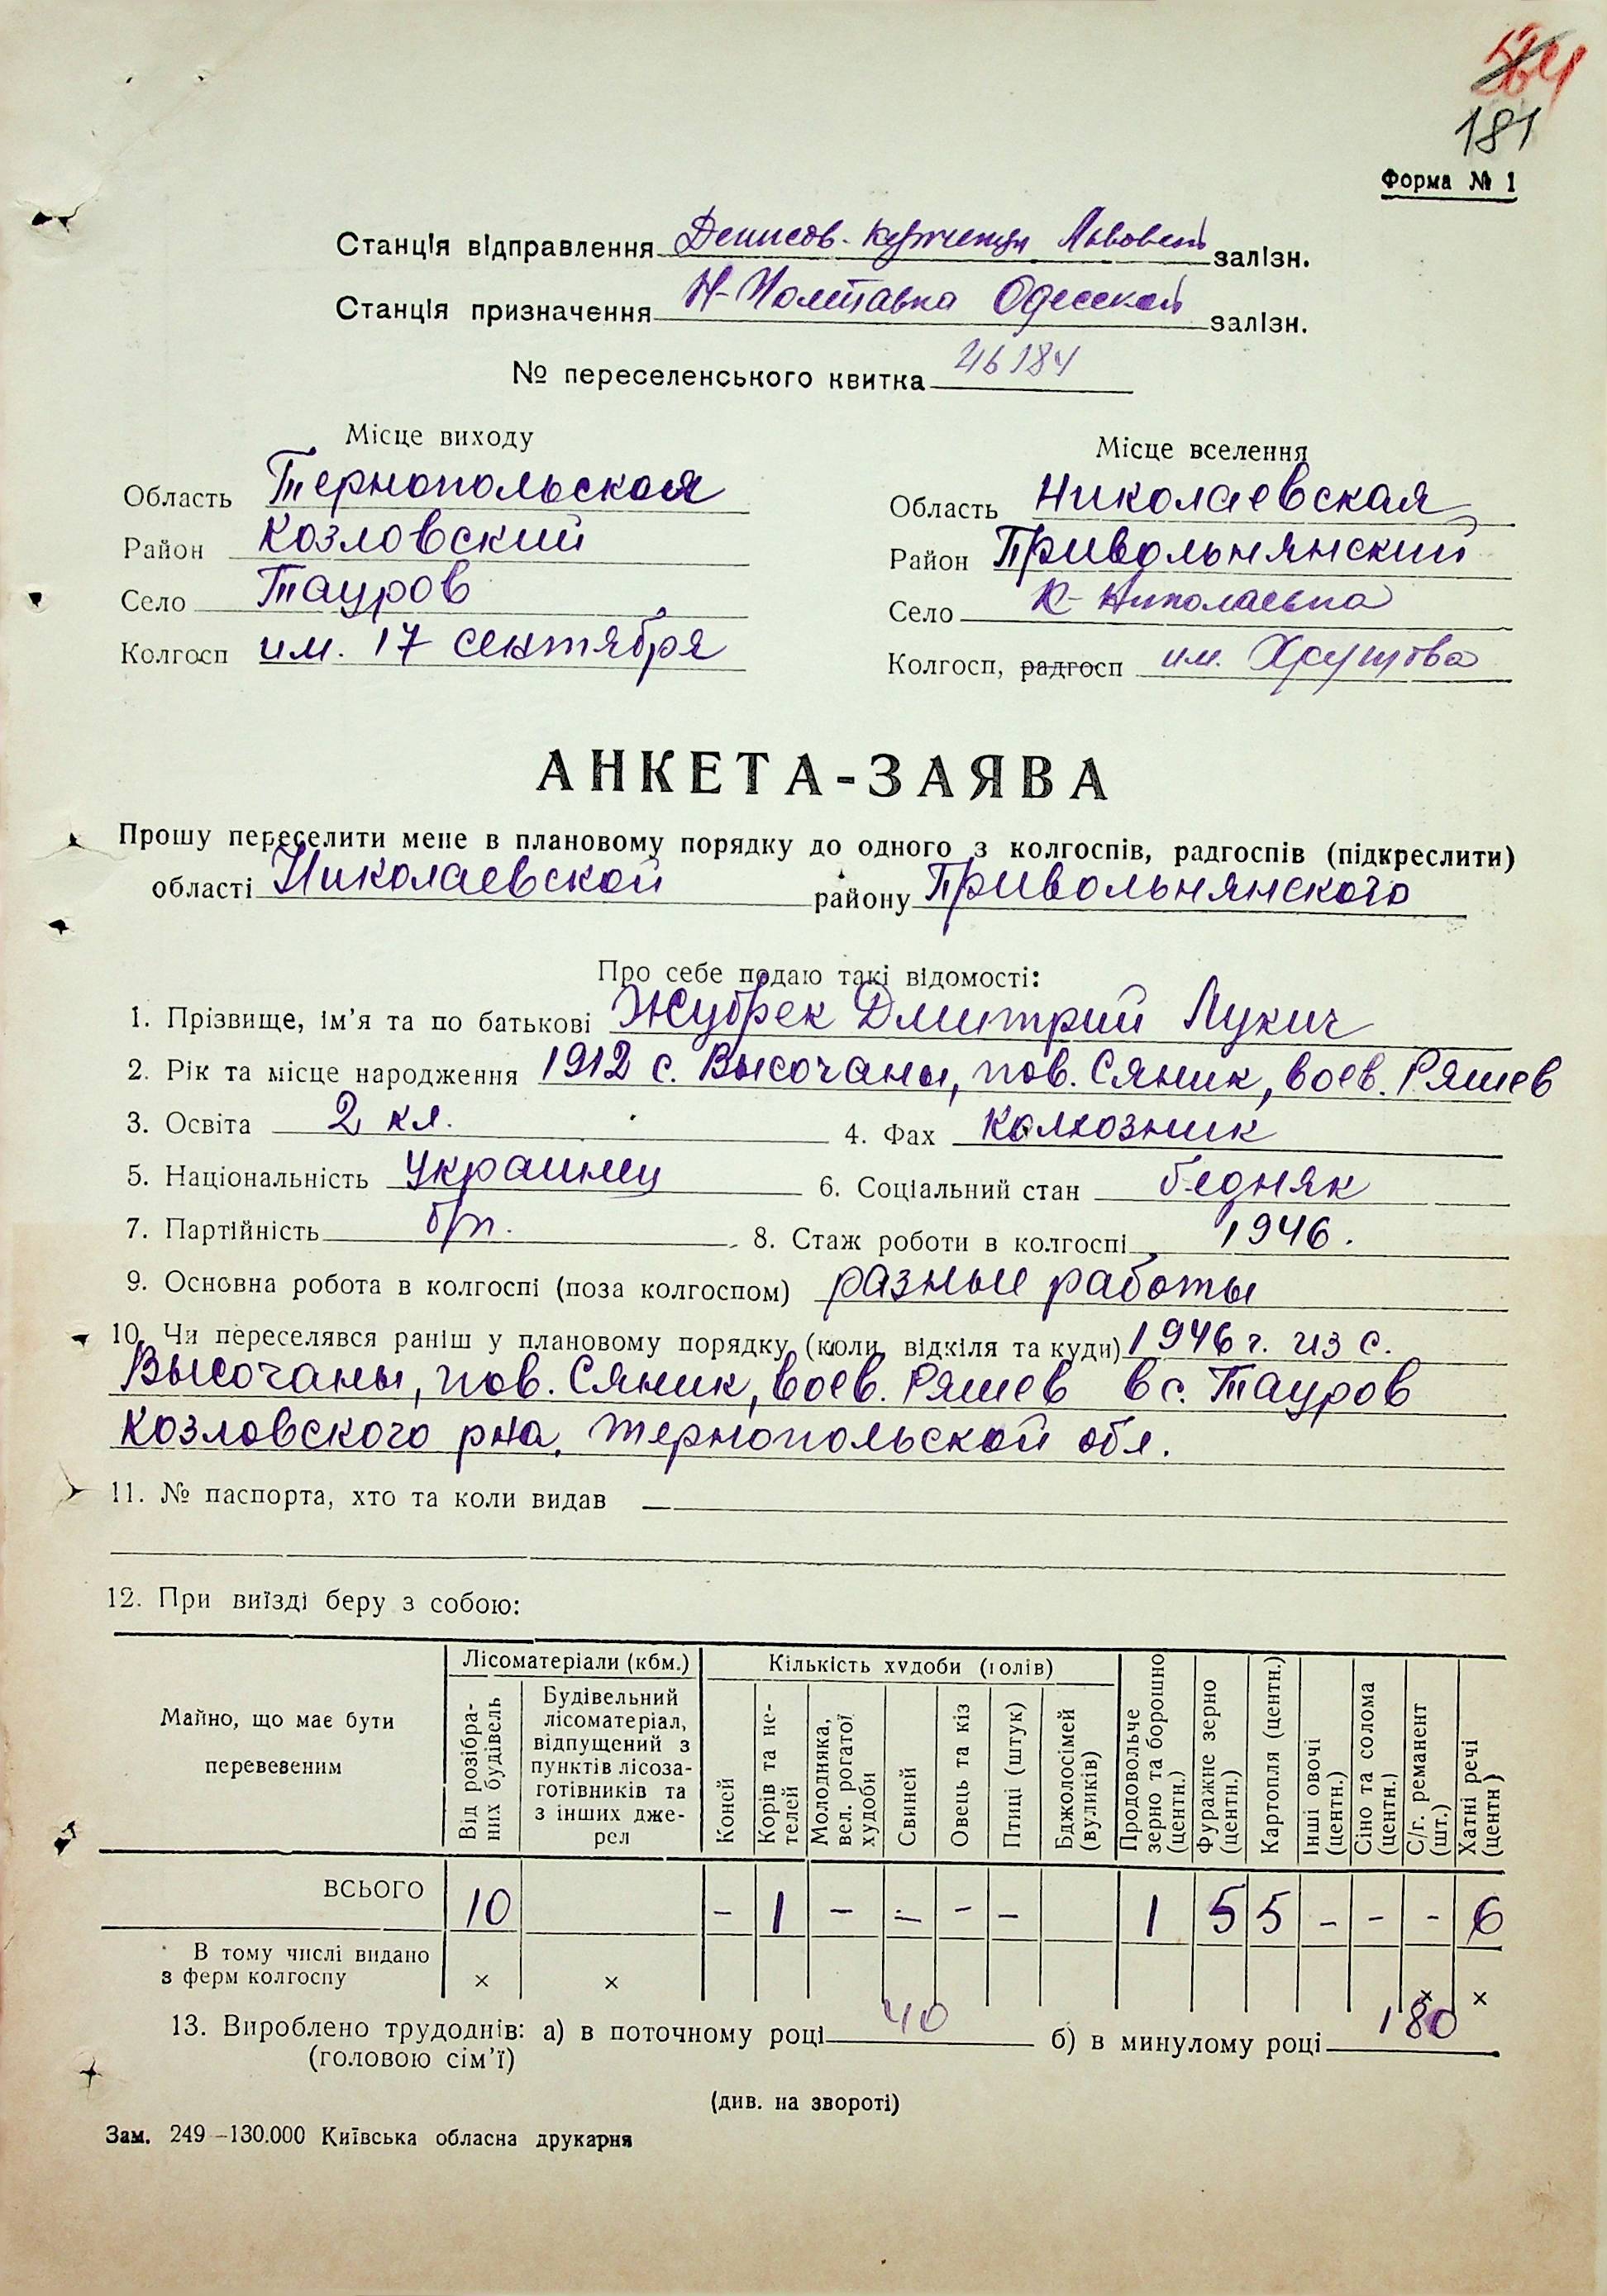 181
Форма № 1
Станція відправлення Денисов-Купчинци Львовской залізн.
Станція призначення Н-Полтавка Одесской залізн.
№ переселенського квитка 46184
Місце виходу
Область Тернопольская
Район Козловский
Село Тауров
Колгосп им. 17 сентября
Місце вселення
Область Николаевская
Район Привольнянский
Село К-Николаевка
Колгосп, радгосп им. Хрущова
АНКЕТА-ЗАЯВА
Прошу переселити мене в плановому порядку до одного з колгоспів, радгоспів (підкреслити)
області Николаевской району Привольнянского
Про себе подаю такі відомості:
1. Прізвище, ім’я та по батькові Жубрек Дмитрий Лукич
2. Рік та місце народження 1912 с. Высочаны, пов. Сяник, воев. Ряшев
3. Освіта 2 кл. 4. Фах колхозник
5. Національність Украинец 6. Соціальний стан бедняк
7. Партійність б/п. 8. Стаж роботи в колгоспі 1946.
9. Основна робота в колгоспі (поза колгоспом) разные работы
10. Чи переселявся раніш у плановому порядку (коли, відкіля та куди) 1946 г. из с.
Высочаны, пов. Сяник, воев. Ряшев в с. Тауров
Козловского рна, Тернопольской обл.
11. № паспорта, хто та коли видав —
12. При виїзді беру з собою:
Майно, що має бути перевезеним
Лісоматеріали (кбм.)
Від розібраних будівель
Будівельний лісоматеріал, відпущений з пунктів лісозаготівників та з інших джерел
Кількість худоби (голів)
Коней
Корів та нетелей
Молодняка, вел. рогатої худоби
Свиней
Овець та кіз
Птиці (штук)
Бджолосімей (вуликів)
Продовольче зерно та борошно (центн.)
Фуражне зерно (центн.)
Картопля (центн.)
Інші овочі (центн.)
Сіно та солома (центн.)
С/г. реманент (шт.)
Хатні речі (центн)
ВСЬОГО 10 – 1 – – – – 1 5 5 – – – 6
В тому числі видано з ферм колгоспу × × × ×
13. Вироблено трудоднів: а) в поточному році 40 б) в минулому році 180
(головою сім’ї)
(див. на звороті)
Зам. 249–130.000 Київська обласна друкарня